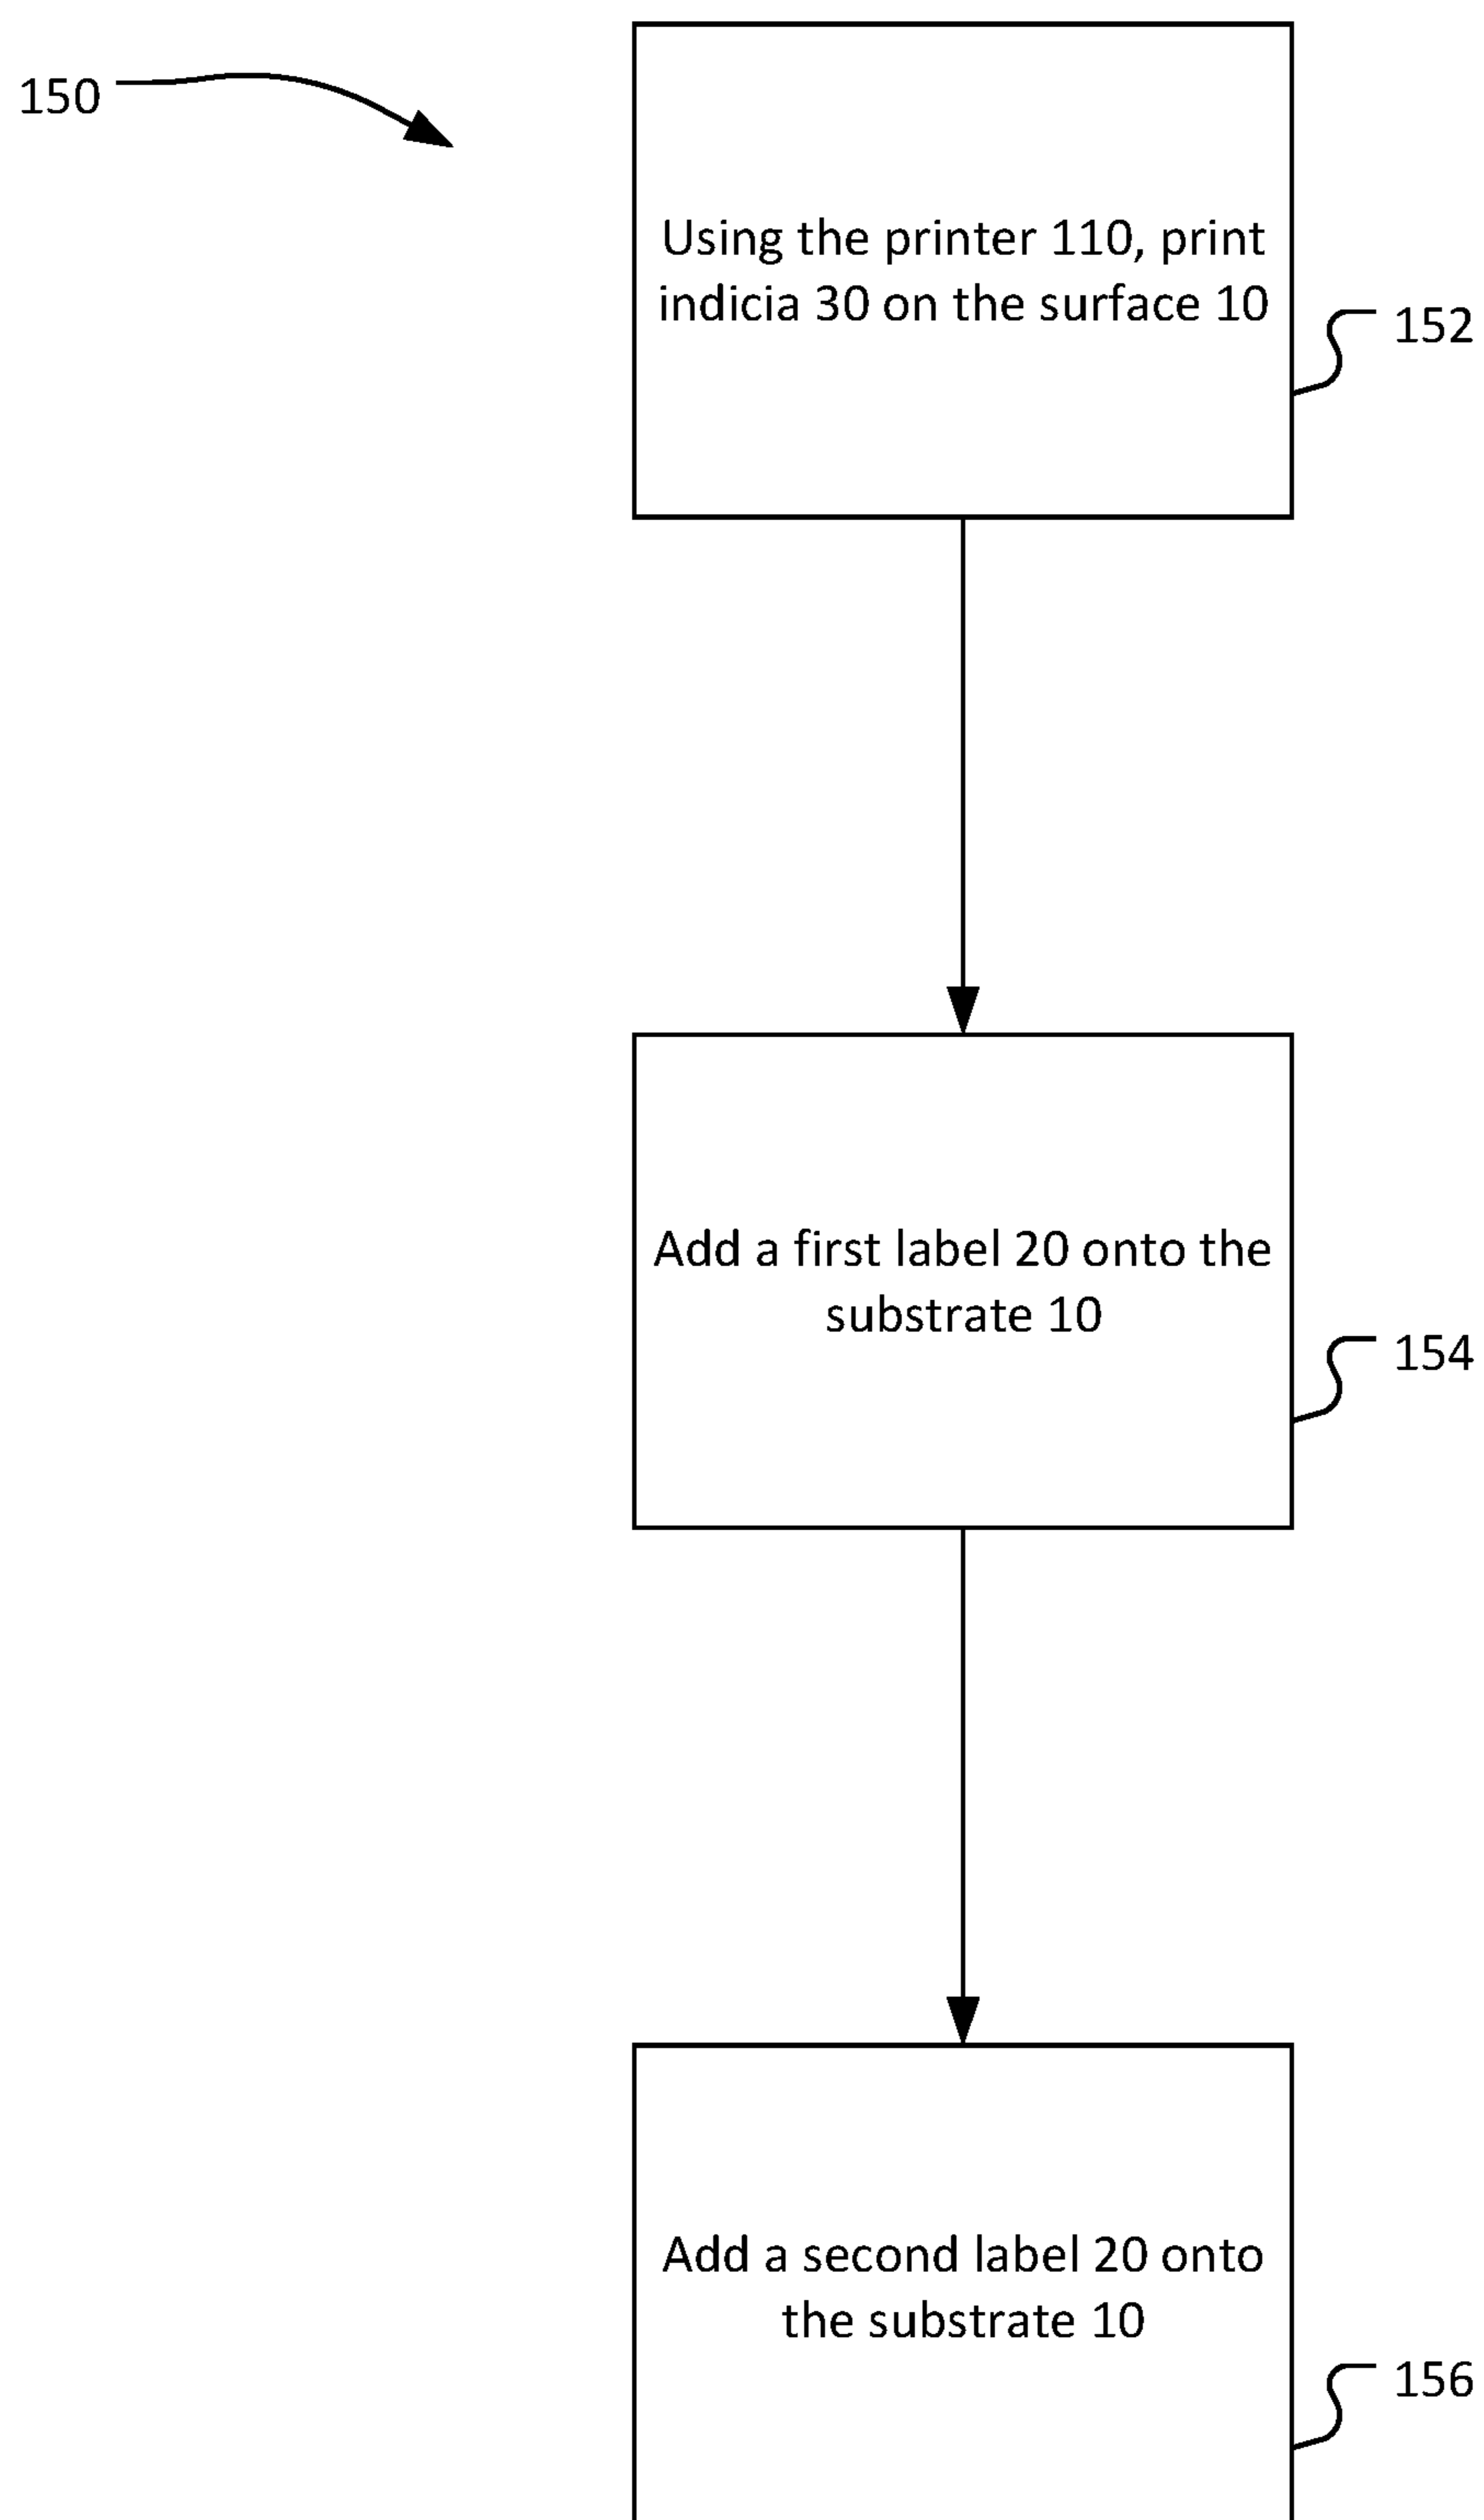 150
Using the printer 110, print
indicia 30 on the surface 10
152
Add a first label 20 onto the
substrate 10
154
Add a second label 20 onto
the substrate 10
156